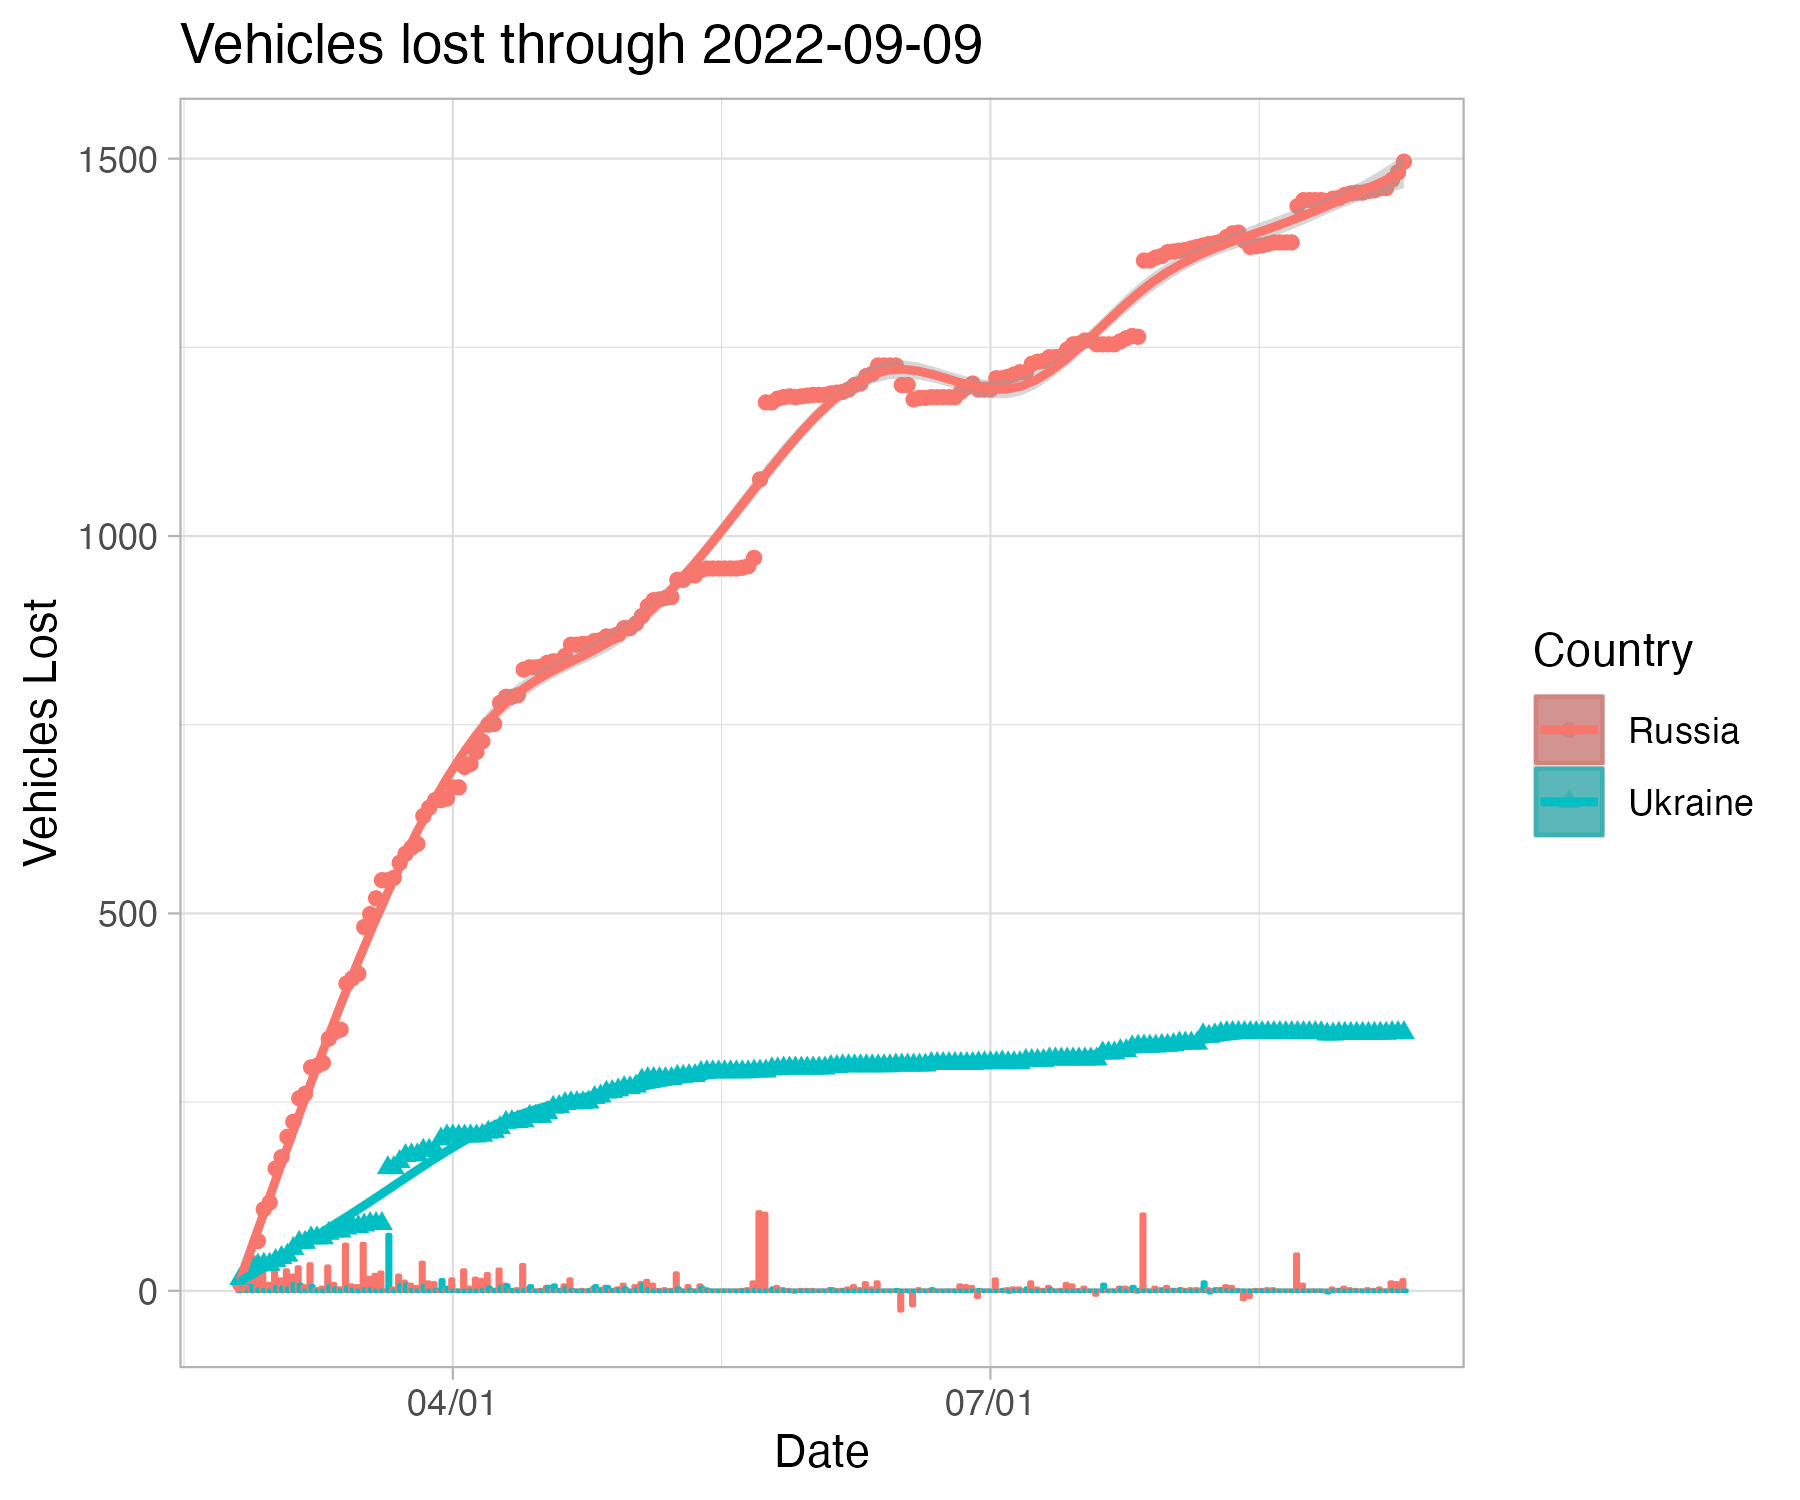 Vehicles lost through 2022-09-09
Vehicles Lost
1500
1000
500
0
04/01
07/01
Date
Country
Russia
Ukraine